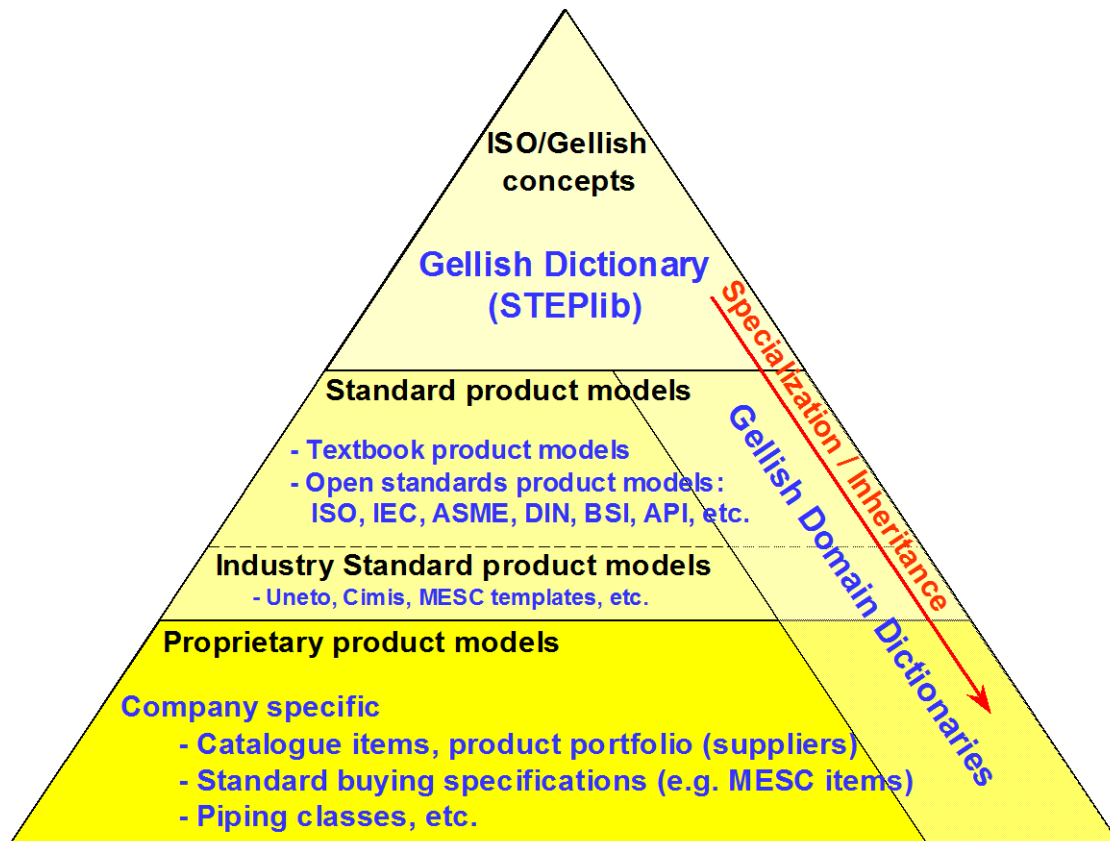 ISO/Gellish
concepts
Gellish Dictionary
(STEPlib)
Specialization / Inheritance
Gellish Domain Dictionaries
Standard product models
- Textbook product models
- Open standards product models:
ISO, IEC, ASME, DIN, BSI, API, etc.
Industry Standard product models
- Uneto, Cimis, MESC templates, etc.
Proprietary product models
Company specific
- Catalogue items, product portfolio (suppliers)
- Standard buying specifications (e.g. MESC items)
- Piping classes, etc.